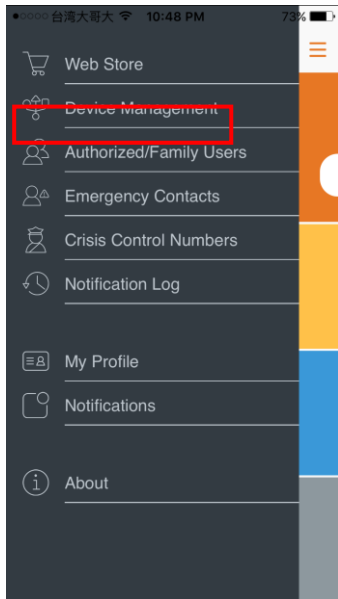 台湾大哥大 10:48 PM 73%
Web Store
Device Management
Authorized/Family Users
Emergency Contacts
Crisis Control Numbers
Notification Log
My Profile
Notifications
About